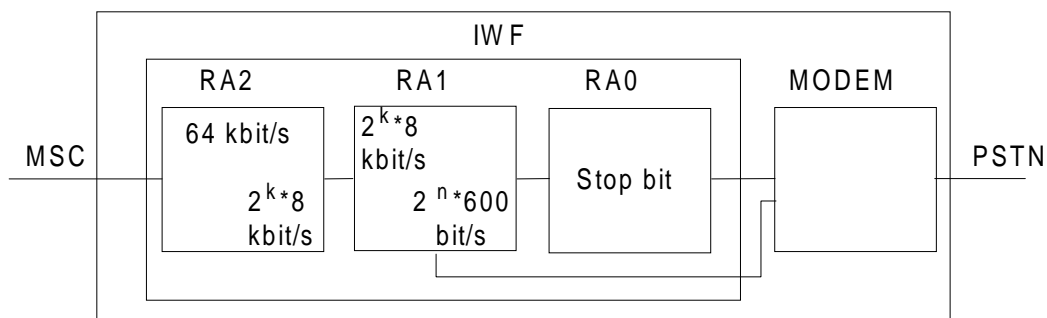 IWF
RA2 RA1 RA0 MODEM
MSC
64 kbit/s
2^k*8
kbit/s
2^k*8
kbit/s
2^n*600
bit/s
Stop bit
PSTN